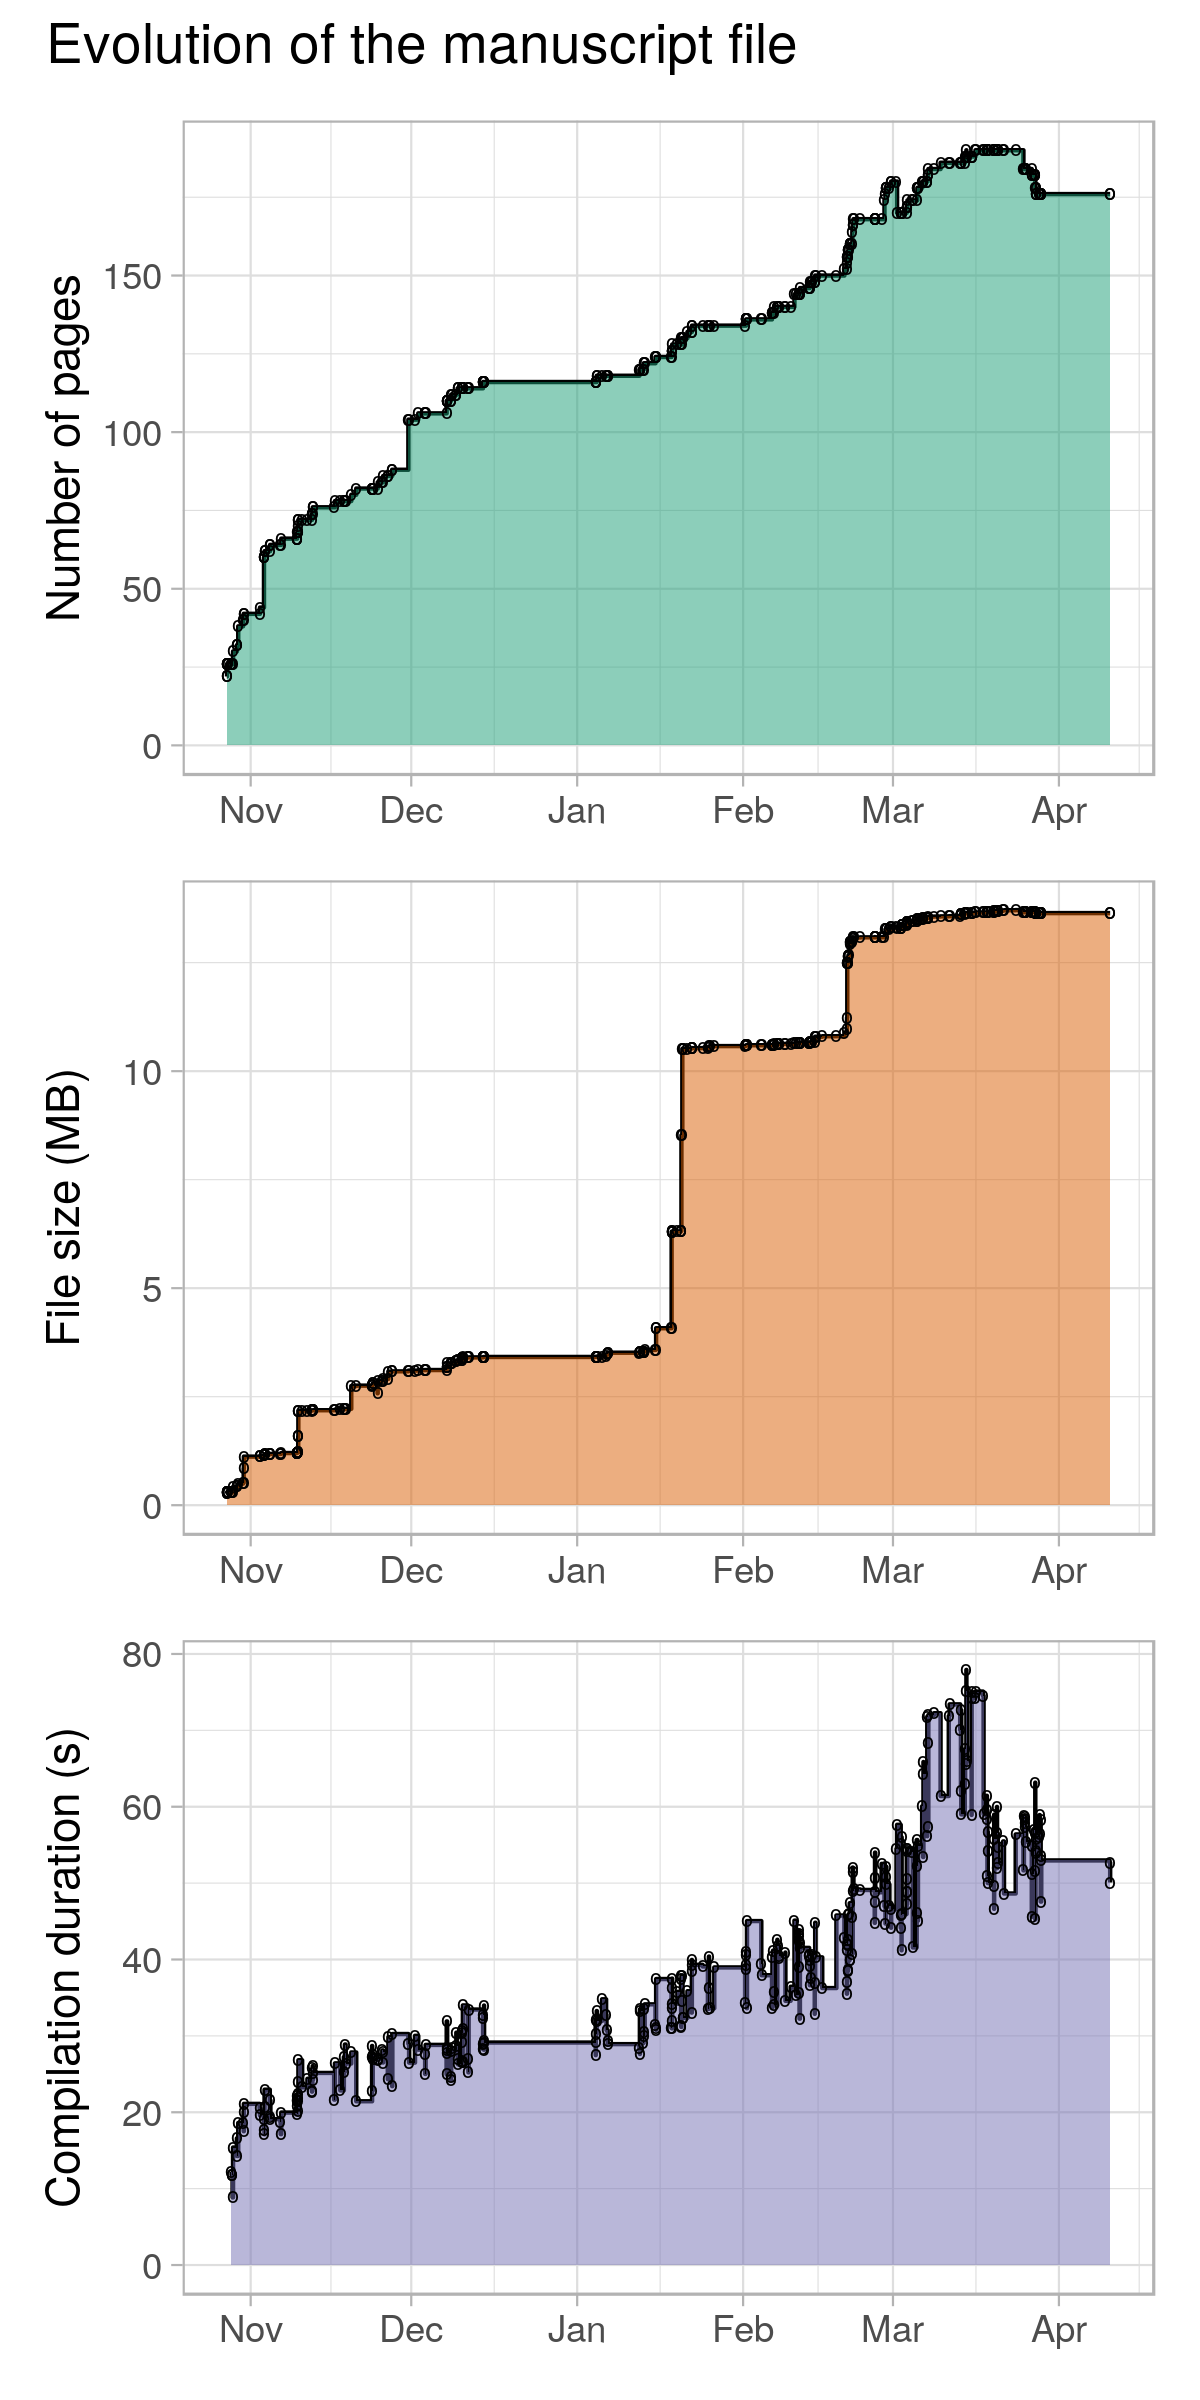 Evolution of the manuscript file
Number of pages
150
100
50
0
Nov Dec Jan Feb Mar Apr
File size (MB)
10
5
0
Nov Dec Jan Feb Mar Apr
Compilation duration (s)
80
60
40
20
0
Nov Dec Jan Feb Mar Apr